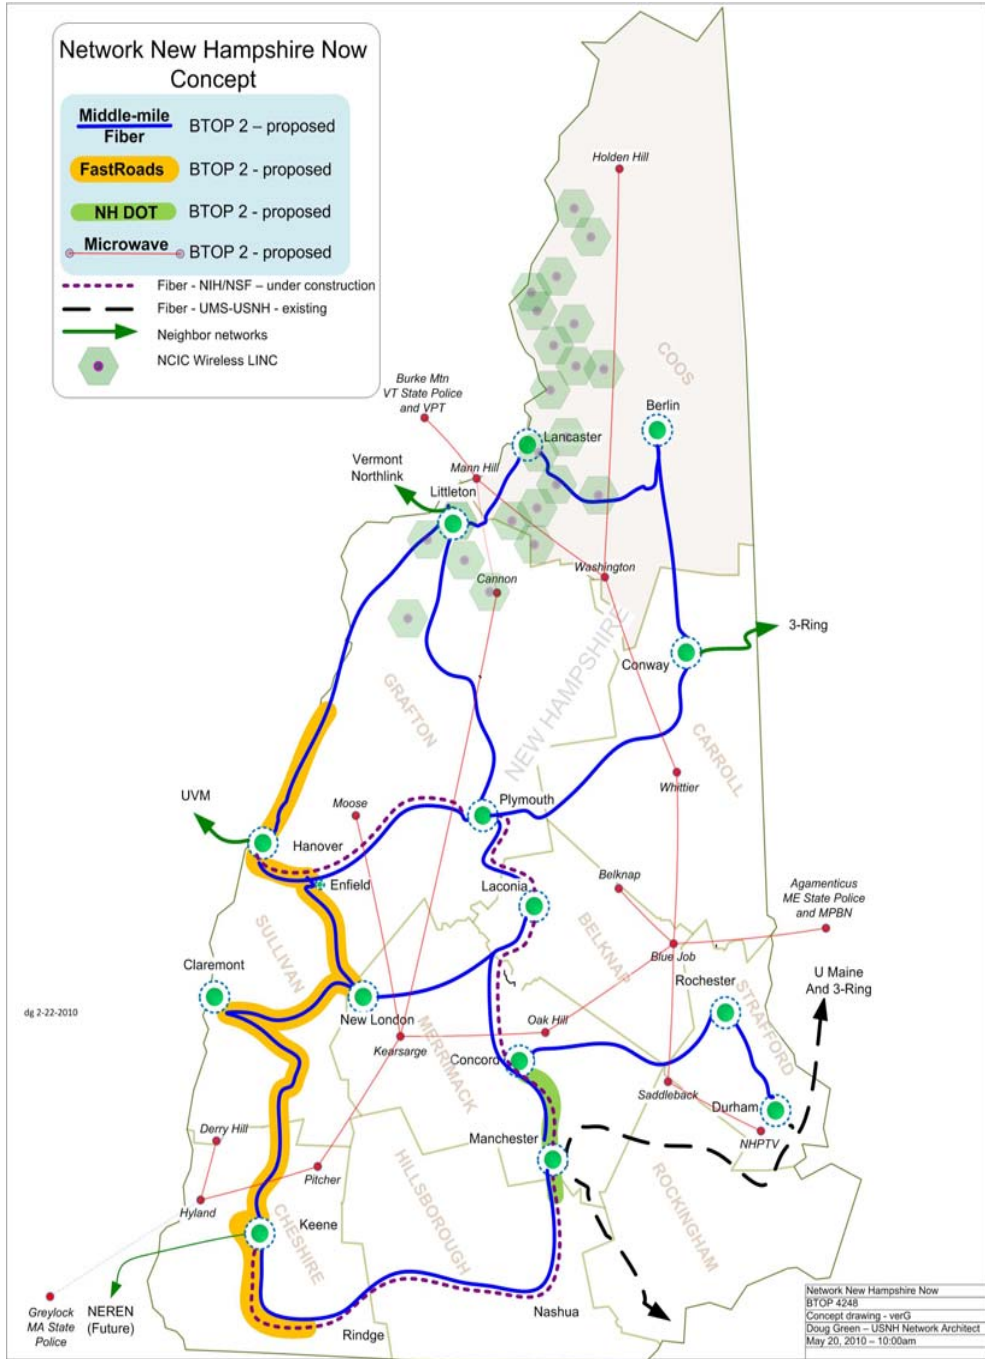 Network New Hampshire Now
Concept
Middle-mile
Fiber
BTOP 2 – proposed
FastRoads
BTOP 2 - proposed
NH DOT
BTOP 2 - proposed
Microwave
BTOP 2 - proposed
Fiber - NIH/NSF – under construction
Fiber - UMS-USNH - existing
Neighbor networks
NCIC Wireless LINC
Holden Hill
COOS
Burke Mtn
VT State Police
and VPT
Berlin
Lancaster
Vermont
Northlink
Mann Hill
Littleton
Washington
Cannon
3-Ring
NEW HAMPSHIRE
Conway
GRAFTON
CARROLL
Whittier
UVM
Moose
Plymouth
Hanover
Enfield
Laconia
Belknap
Agamenticus
ME State Police
and MPBN
SULLIVAN
BELKNAP
Blue Job
Claremont
Rochester
U Maine
And 3-Ring
STRAFFORD
dg 2-22-2010
New London
MERRIMACK
Oak Hill
Kearsarge
Concord
Saddleback
Durham
Derry Hill
Manchester
NHPTV
Pitcher
HILLSBOROUGH
ROCKINGHAM
Hyland
CHESHIRE
Keene
Greylock
MA State
Police
NEREN
(Future)
Rindge
Nashua
Network New Hampshire Now
BTOP 4248
Concept drawing - verG
Doug Green – USNH Network Architect
May 20, 2010 – 10:00am